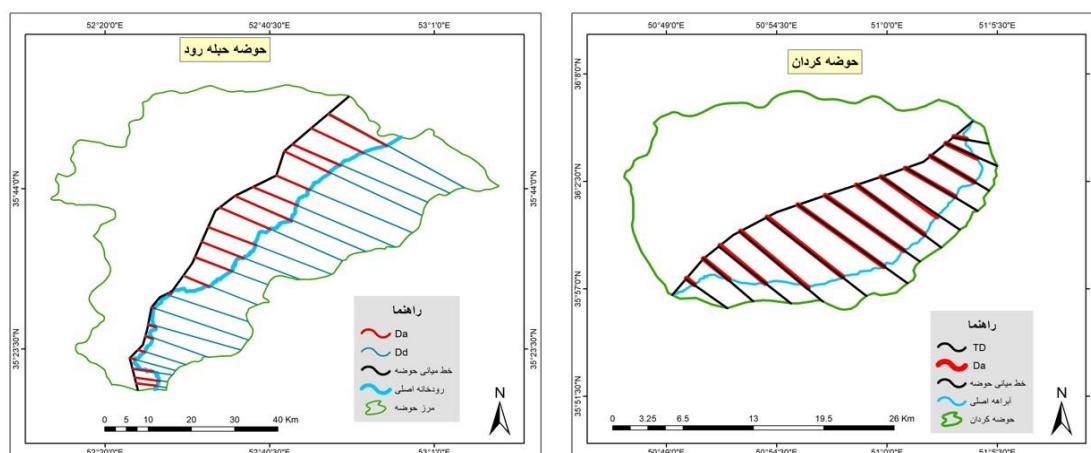 52°20'0"E 52°40'30"E 53°1'0"E
حوضه حبله رود
35°44'0"N
35°44'0"N
35°23'30"N
35°23'30"N
راهنما
Da
Dd
خط میانی حوضه
رودخانه اصلی
مرز حوضه
N
0 5 10 20 30 40 Km
52°20'0"E 52°40'30"E 53°1'0"E
50°49'0"E 50°54'30"E 51°0'0"E 51°5'30"E
حوضه کردان
36°8'0"N
36°8'0"N
36°2'30"N
36°2'30"N
35°57'0"N
35°57'0"N
35°51'30"N
35°51'30"N
راهنما
TD
Da
خط میانی حوضه
آبراهه اصلی
حوضه کردان
N
0 3.25 6.5 13 19.5 26 Km
50°49'0"E 50°54'30"E 51°0'0"E 51°5'30"E